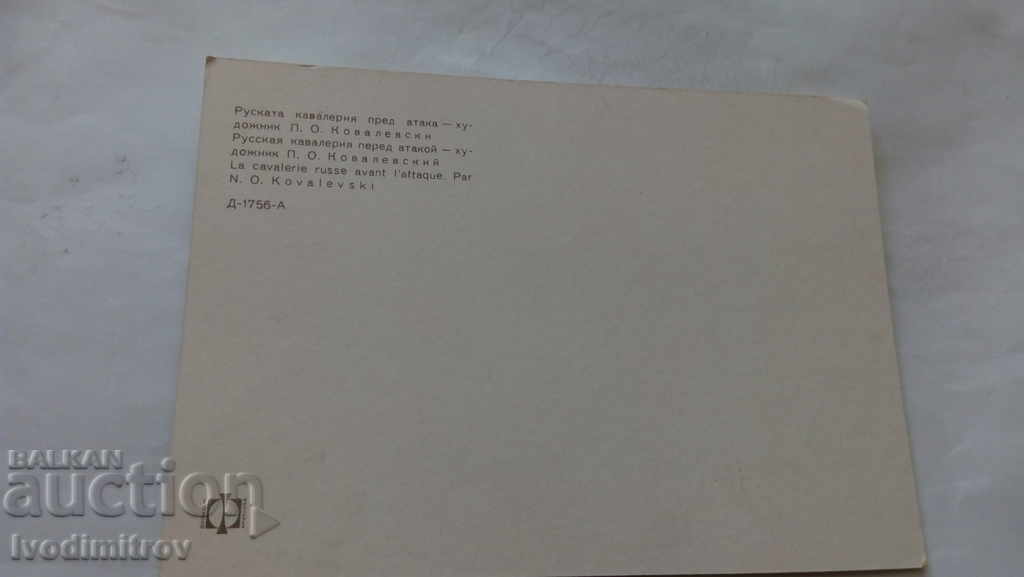 Руската кавалерия пред атака — ху-
дожник П. О. Ковалевски
Русская кавалерия перед атакой — ху-
дожник П. О. Ковалевский
La cavalerie russe avant l'attaque. Par
N. O. Kovalevski
Д-1756-А
BALKAN
auction
Ivodimitrov